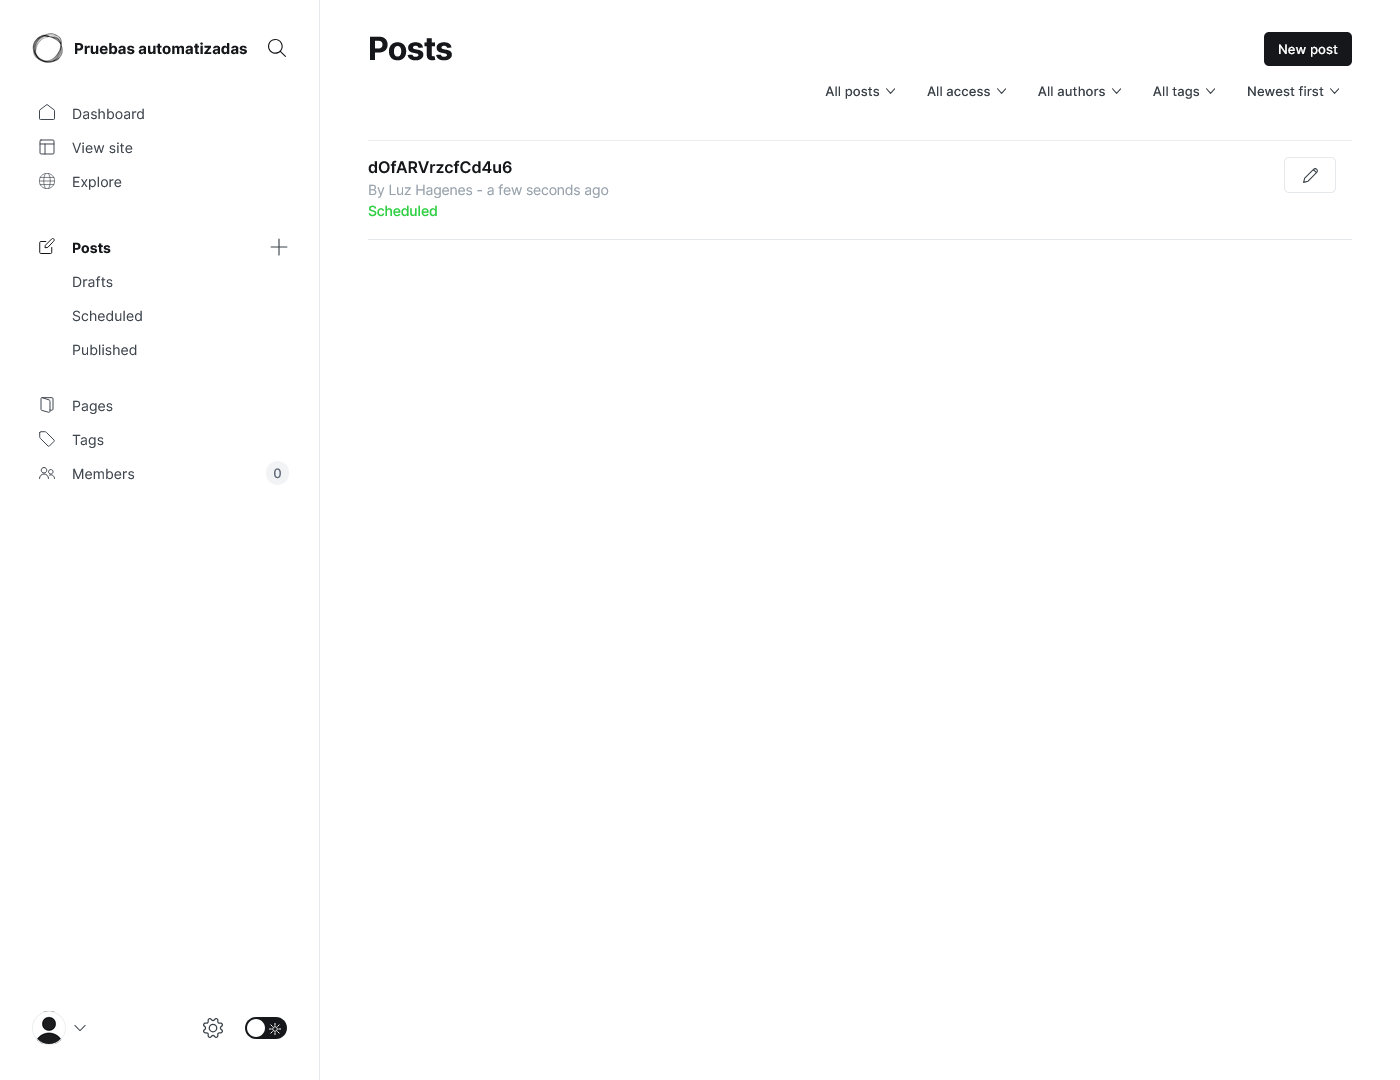 Pruebas automatizadas
Dashboard
View site
Explore
Posts
Drafts
Scheduled
Published
Pages
Tags
Members
0
Posts
New post
All posts
All access
All authors
All tags
Newest first
dOfARVrzcfCd4u6
By Luz Hagenes - a few seconds ago
Scheduled